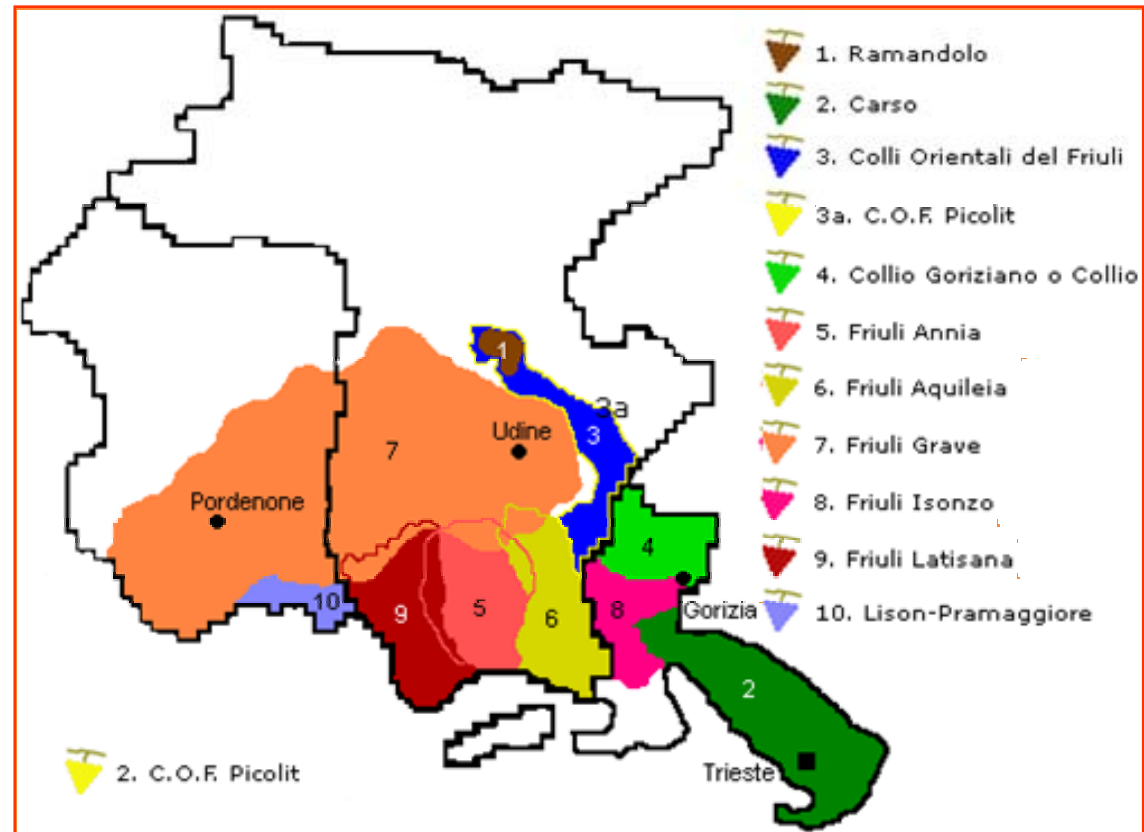 1. Ramandolo
2. Carso
3. Colli Orientali del Friuli
3a. C.O.F. Picolit
4. Collio Goriziano o Collio
5. Friuli Annia
6. Friuli Aquileia
7. Friuli Grave
8. Friuli Isonzo
9. Friuli Latisana
10. Lison-Pramaggiore
1
3a
Udine
3
7
Pordenone
4
10
9
5
6
8
Gorizia
2
Trieste
2. C.O.F. Picolit